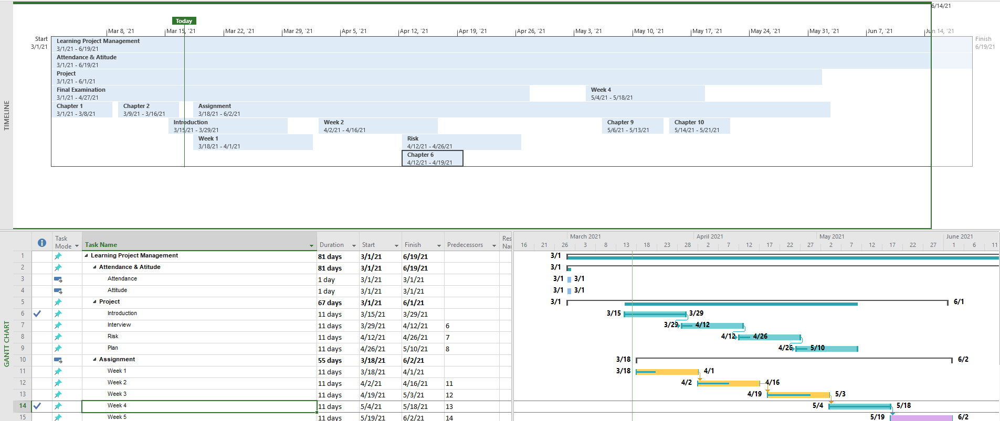 6/14/21
Today
Mar 8, '21 Mar 15, '21 Mar 22, '21 Mar 29, '21 Apr 5, '21 Apr 12, '21 Apr 19, '21 Apr 26, '21 May 3, '21 May 10, '21 May 17, '21 May 24, '21 May 31, '21 Jun 7, '21 Jun 14, '21
Start
3/1/21
Finish
6/19/21
TIMELINE
Learning Project Management
3/1/21 - 6/19/21
Attendance & Atitude
3/1/21 - 6/19/21
Project
3/1/21 - 6/1/21
Final Examination
3/1/21 - 4/27/21
Week 4
5/4/21 - 5/18/21
Chapter 1
3/1/21 - 3/8/21
Chapter 2
3/9/21 - 3/16/21
Assignment
3/18/21 - 6/2/21
Introduction
3/15/21 - 3/29/21
Week 2
4/2/21 - 4/16/21
Chapter 9
5/6/21 - 5/13/21
Chapter 10
5/14/21 - 5/21/21
Week 1
3/18/21 - 4/1/21
Risk
4/12/21 - 4/26/21
Chapter 6
4/12/21 - 4/19/21
GANTT CHART
Task Mode Task Name Duration Start Finish Predecessors Res Nar
1 Learning Project Management 81 days 3/1/21 6/19/21
2 Attendance & Atitude 81 days 3/1/21 6/19/21
3 Attendance 1 day 3/1/21 3/1/21
4 Attitude 1 day 3/1/21 3/1/21
5 Project 67 days 3/1/21 6/1/21
6 Introduction 11 days 3/15/21 3/29/21
7 Interview 11 days 3/29/21 4/12/21 6
8 Risk 11 days 4/12/21 4/26/21 7
9 Plan 11 days 4/26/21 5/10/21 8
10 Assignment 55 days 3/18/21 6/2/21
11 Week 1 11 days 3/18/21 4/1/21
12 Week 2 11 days 4/2/21 4/16/21 11
13 Week 3 11 days 4/19/21 5/3/21 12
14 Week 4 11 days 5/4/21 5/18/21 13
15 Week 5 11 days 5/19/21 6/2/21 14
March 2021 April 2021 May 2021 June 2021
16 21 26 3 8 13 18 23 28 2 7 12 17 22 27 2 7 12 17 22 27 1 6 11
3/1
3/1
3/1 3/1
3/1 3/1
3/1 6/1
3/15 3/29
3/29 4/12
4/12 4/26
4/26 5/10
3/18 6/2
3/18 4/1
4/2 4/16
4/19 5/3
5/4 5/18
5/19 6/2